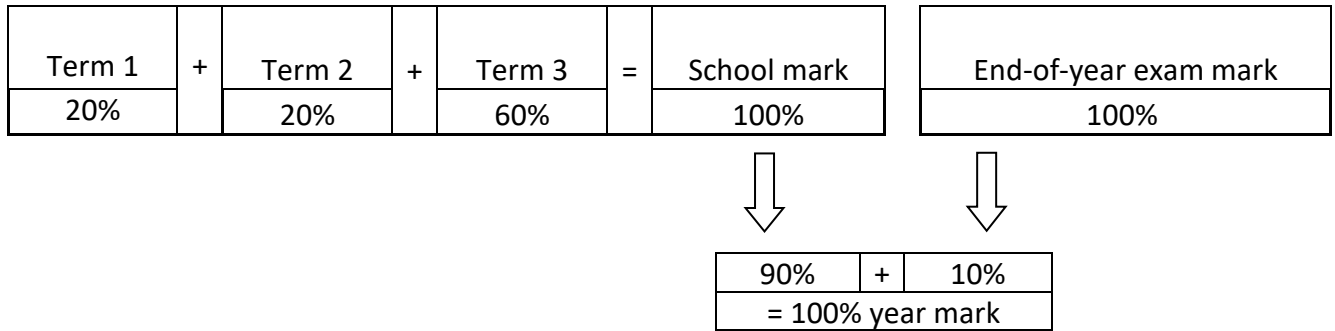 Term 1 + Term 2 + Term 3 = School mark End-of-year exam mark
20% 20% 60% 100% 100%
90% + 10%
= 100% year mark